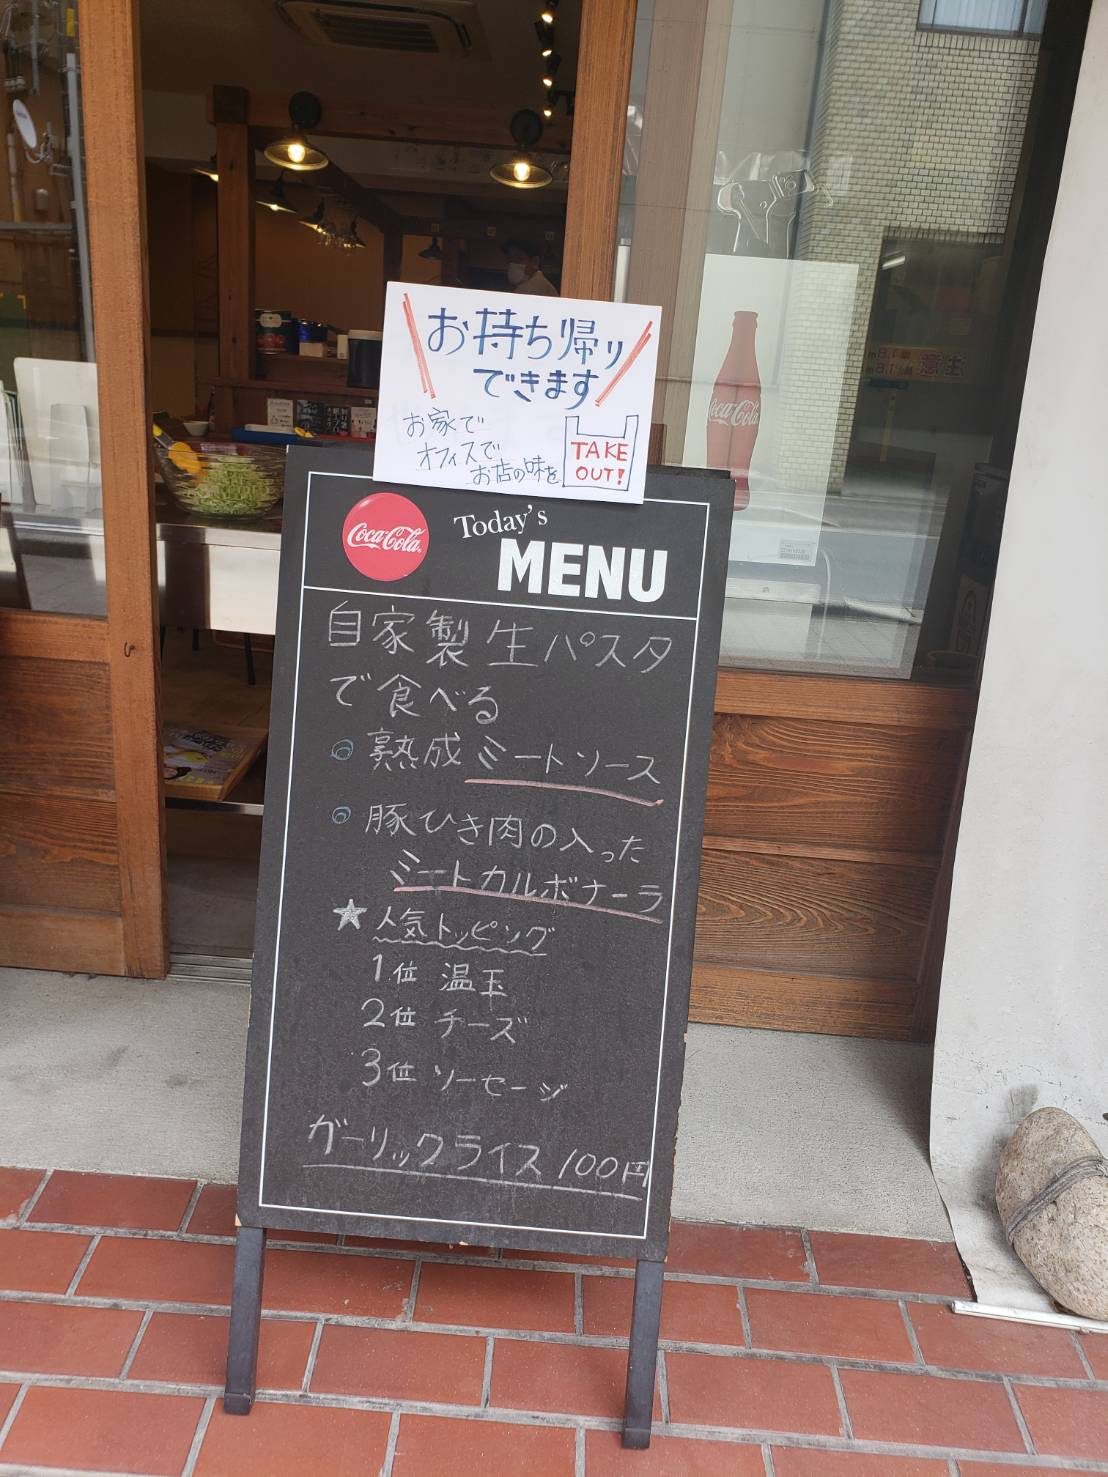 お持ち帰り
できます
お家で
オフィスで
お店の味を
TAKE
OUT!
Coca-Cola
Today's
MENU
自家製生パスタ
で食べる
◎ 熟成 ミートソース
◎ 豚ひき肉の入った
ミートカルボナーラ
★ 人気トッピング
1位 温玉
2位 チーズ
3位 ソーセージ
ガーリックライス 100円
Coca-Cola